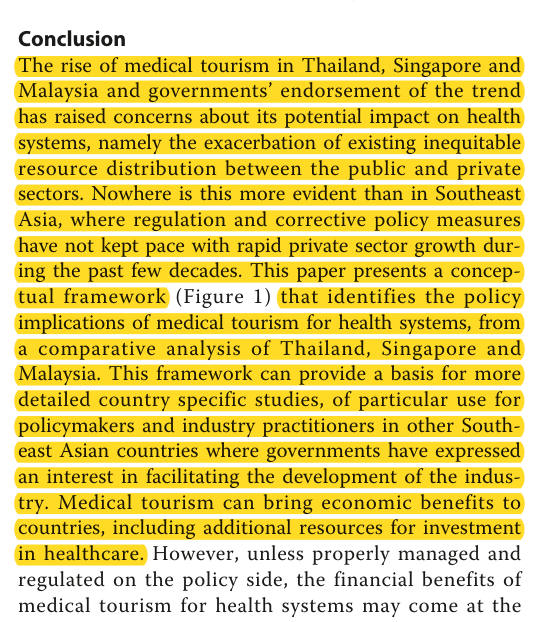 Conclusion
The rise of medical tourism in Thailand, Singapore and
Malaysia and governments’ endorsement of the trend
has raised concerns about its potential impact on health
systems, namely the exacerbation of existing inequitable
resource distribution between the public and private
sectors. Nowhere is this more evident than in Southeast
Asia, where regulation and corrective policy measures
have not kept pace with rapid private sector growth dur-
ing the past few decades. This paper presents a concep-
tual framework (Figure 1) that identifies the policy
implications of medical tourism for health systems, from
a comparative analysis of Thailand, Singapore and
Malaysia. This framework can provide a basis for more
detailed country specific studies, of particular use for
policymakers and industry practitioners in other South-
east Asian countries where governments have expressed
an interest in facilitating the development of the indus-
try. Medical tourism can bring economic benefits to
countries, including additional resources for investment
in healthcare. However, unless properly managed and
regulated on the policy side, the financial benefits of
medical tourism for health systems may come at the